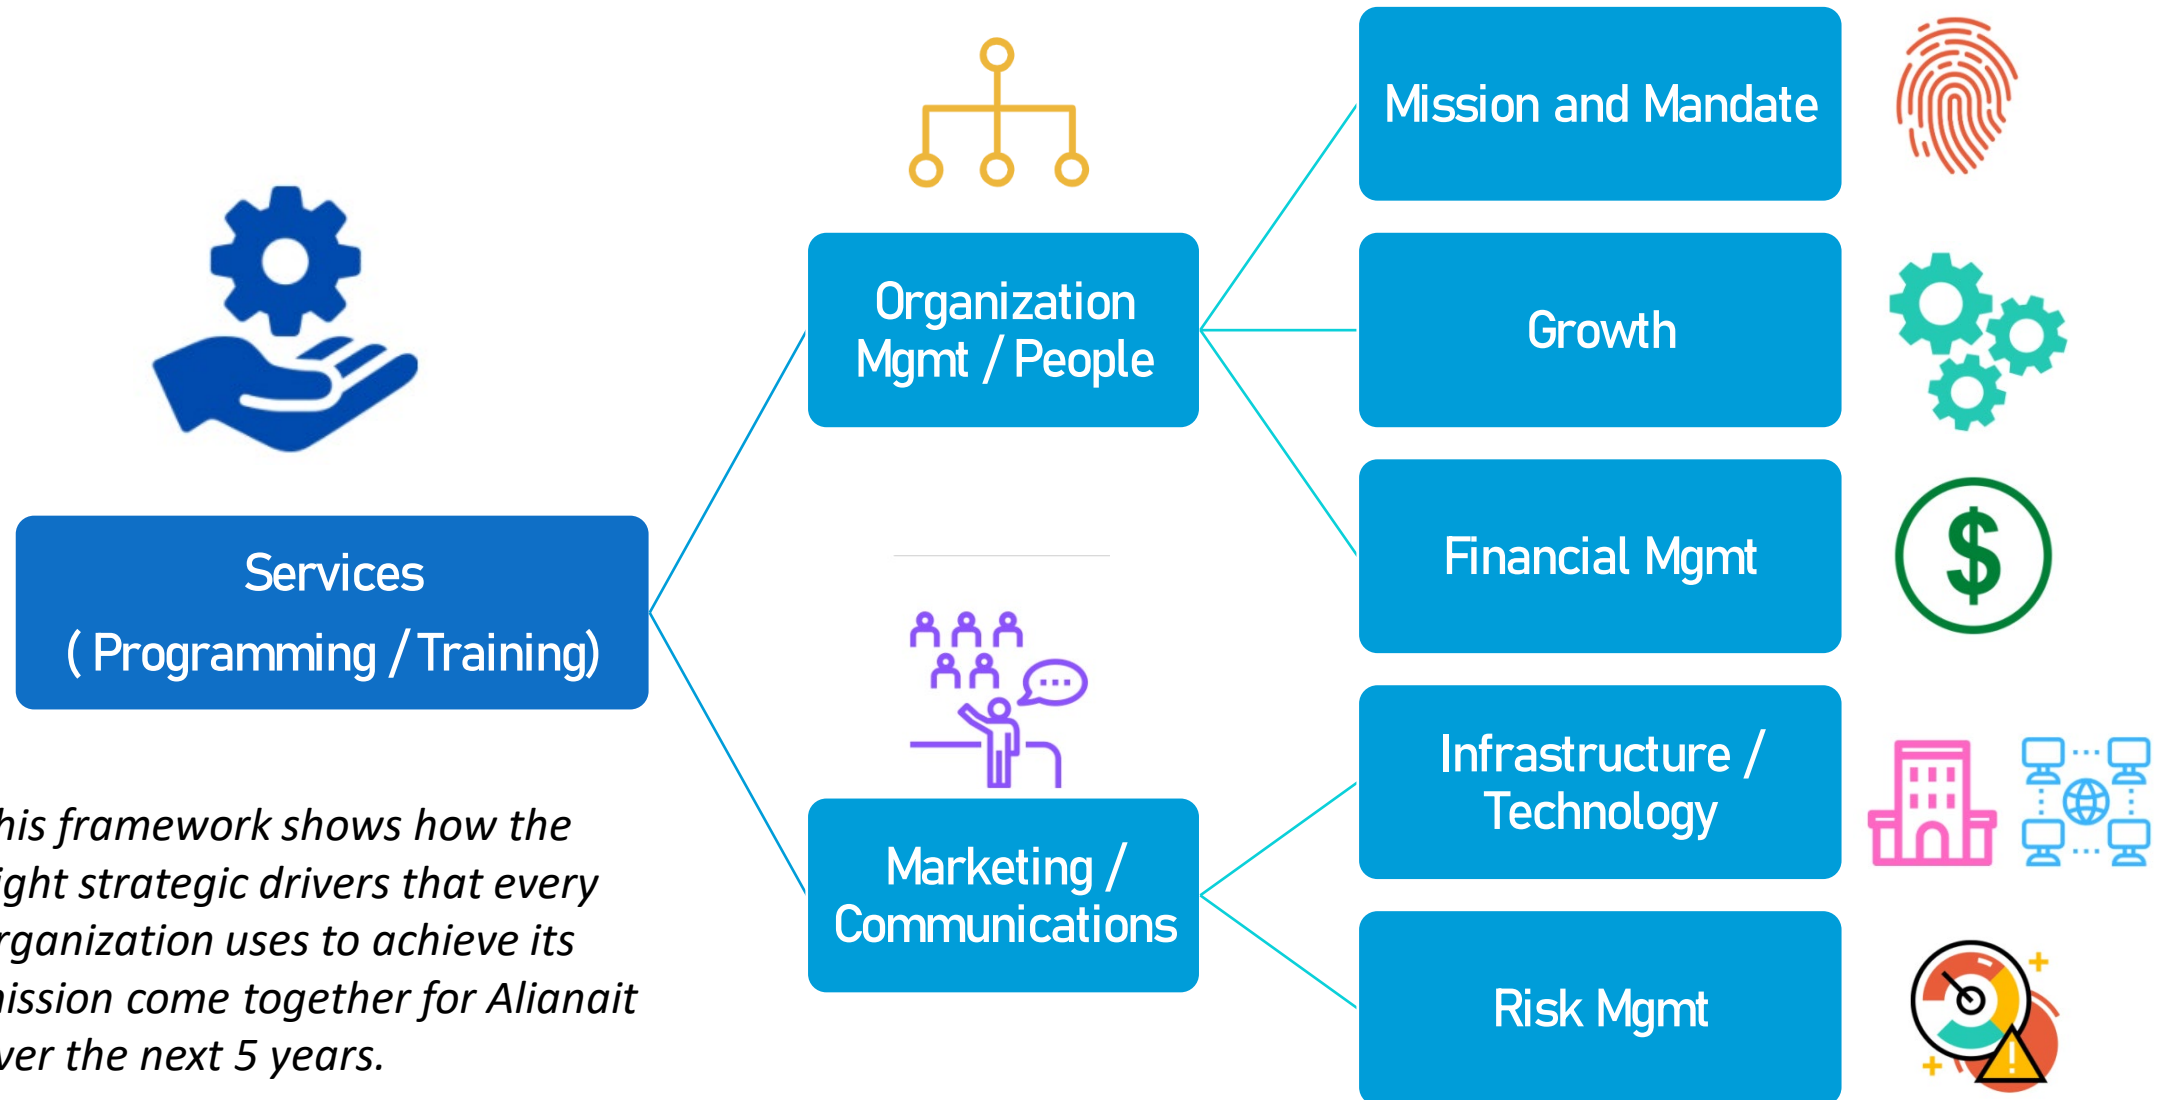 Mission and Mandate
Organization
Mgmt / People
Growth
Financial Mgmt
Services
( Programming / Training)
Infrastructure /
Technology
Marketing /
Communications
Risk Mgmt
his framework shows how the
ight strategic drivers that every
rganization uses to achieve its
ission come together for Alianait
ver the next 5 years.
$